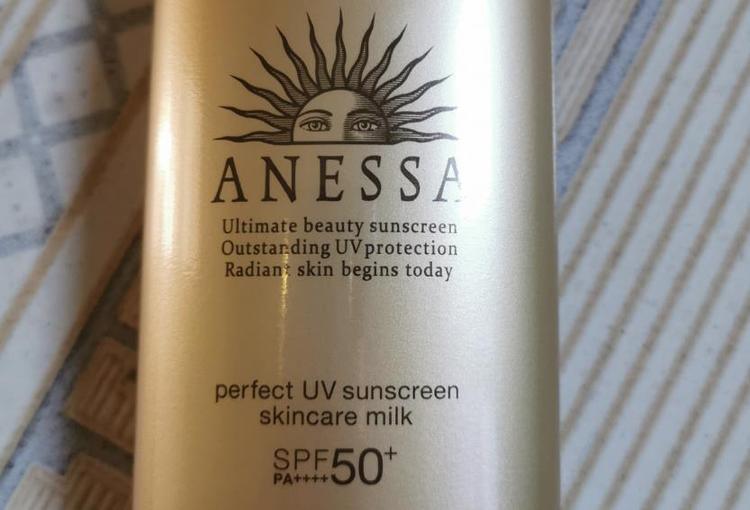 ANESSA
Ultimate beauty sunscreen
Outstanding UV protection
Radiant skin begins today
perfect UV sunscreen
skincare milk
SPF50+
PA++++